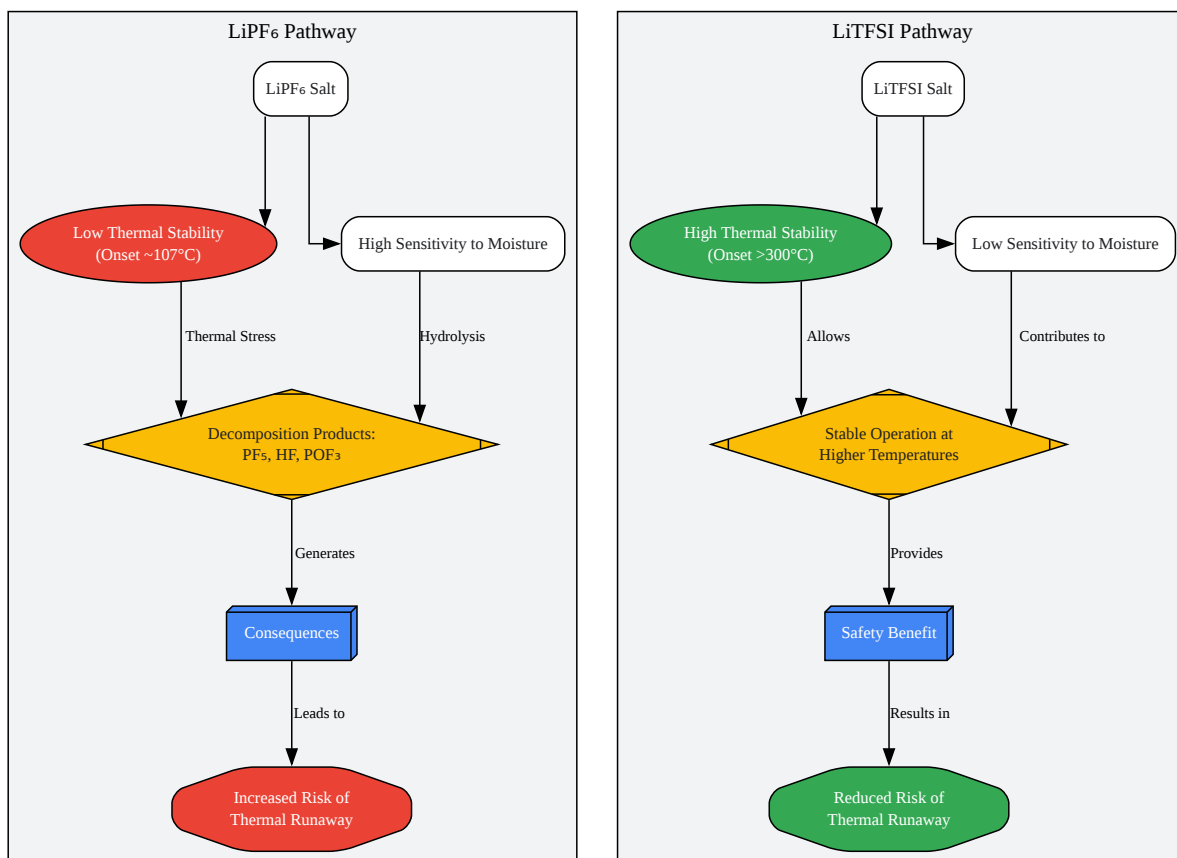 LiPF₆ Pathway
LiPF₆ Salt
Low Thermal Stability
(Onset ~107°C)
High Sensitivity to Moisture
Thermal Stress
Hydrolysis
Decomposition Products:
PF₅, HF, POF₃
Generates
Consequences
Leads to
Increased Risk of
Thermal Runaway
LiTFSI Pathway
LiTFSI Salt
High Thermal Stability
(Onset >300°C)
Low Sensitivity to Moisture
Allows
Contributes to
Stable Operation at
Higher Temperatures
Provides
Safety Benefit
Results in
Reduced Risk of
Thermal Runaway